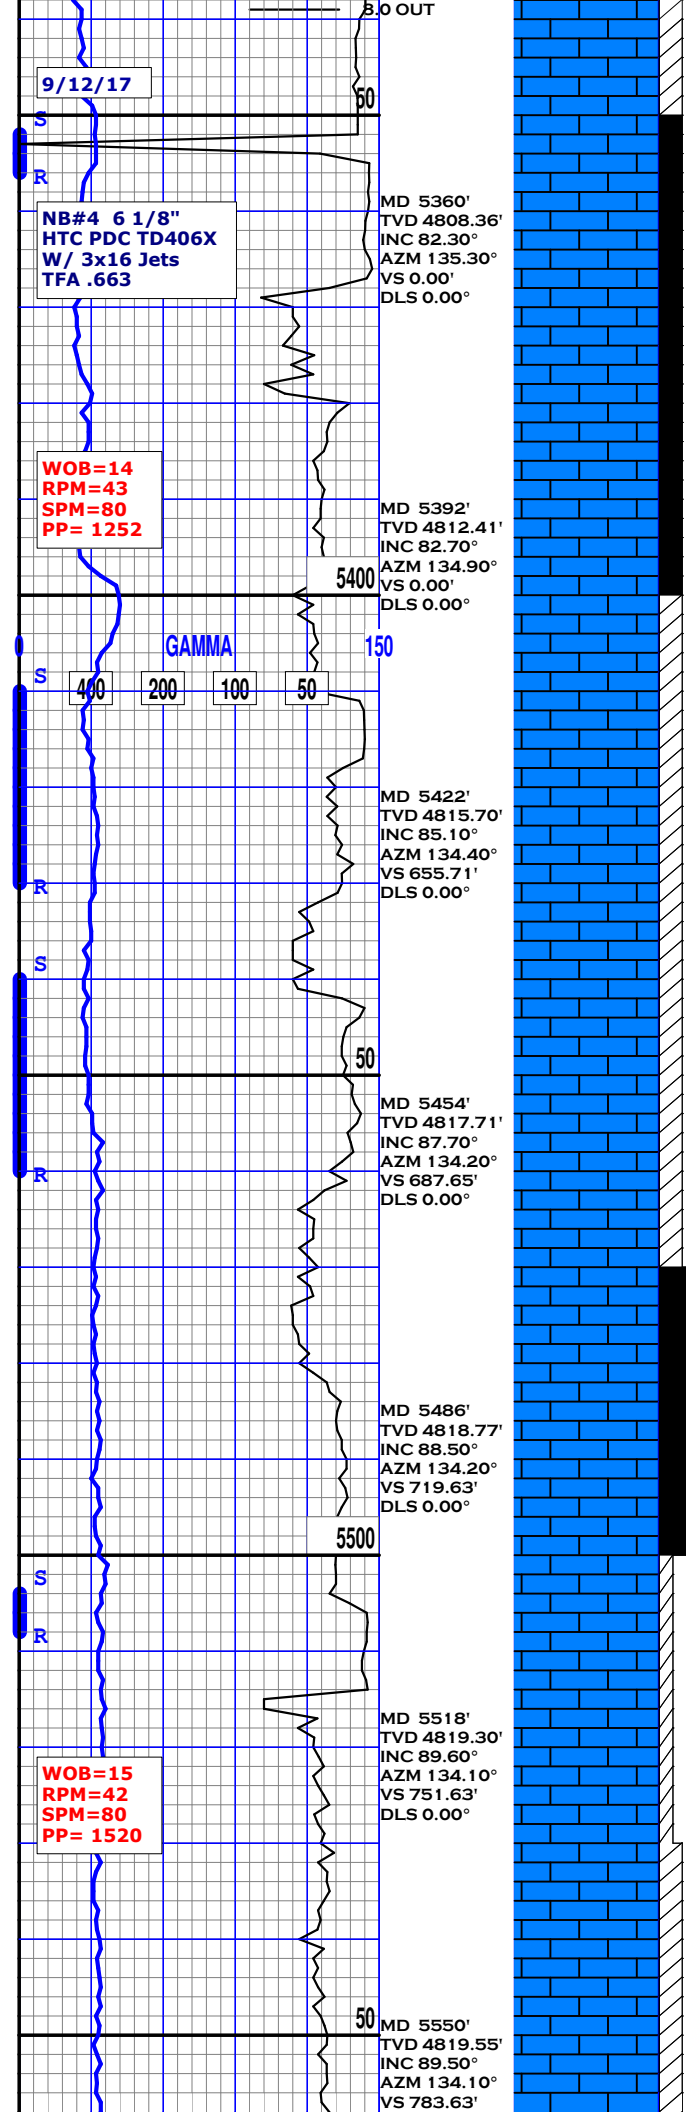 8.0 OUT
9/12/17
50
S
R
MD 5360'
TVD 4808.36'
INC 82.30°
AZM 135.30°
VS 0.00'
DLS 0.00°
NB#4 6 1/8"
HTC PDC TD406X
W/ 3x16 Jets
TFA .663
WOB=14
RPM=43
SPM=80
PP= 1252
MD 5392'
TVD 4812.41'
INC 82.70°
AZM 134.90°
VS 0.00'
DLS 0.00°
5400
0 GAMMA 150
S
400 200 100 50
MD 5422'
TVD 4815.70'
INC 85.10°
AZM 134.40°
VS 655.71'
DLS 0.00°
R
S
50
MD 5454'
TVD 4817.71'
INC 87.70°
AZM 134.20°
VS 687.65'
DLS 0.00°
R
MD 5486'
TVD 4818.77'
INC 88.50°
AZM 134.20°
VS 719.63'
DLS 0.00°
5500
S
R
MD 5518'
TVD 4819.30'
INC 89.60°
AZM 134.10°
VS 751.63'
DLS 0.00°
WOB=15
RPM=42
SPM=80
PP= 1520
50
MD 5550'
TVD 4819.55'
INC 89.50°
AZM 134.10°
VS 783.63'